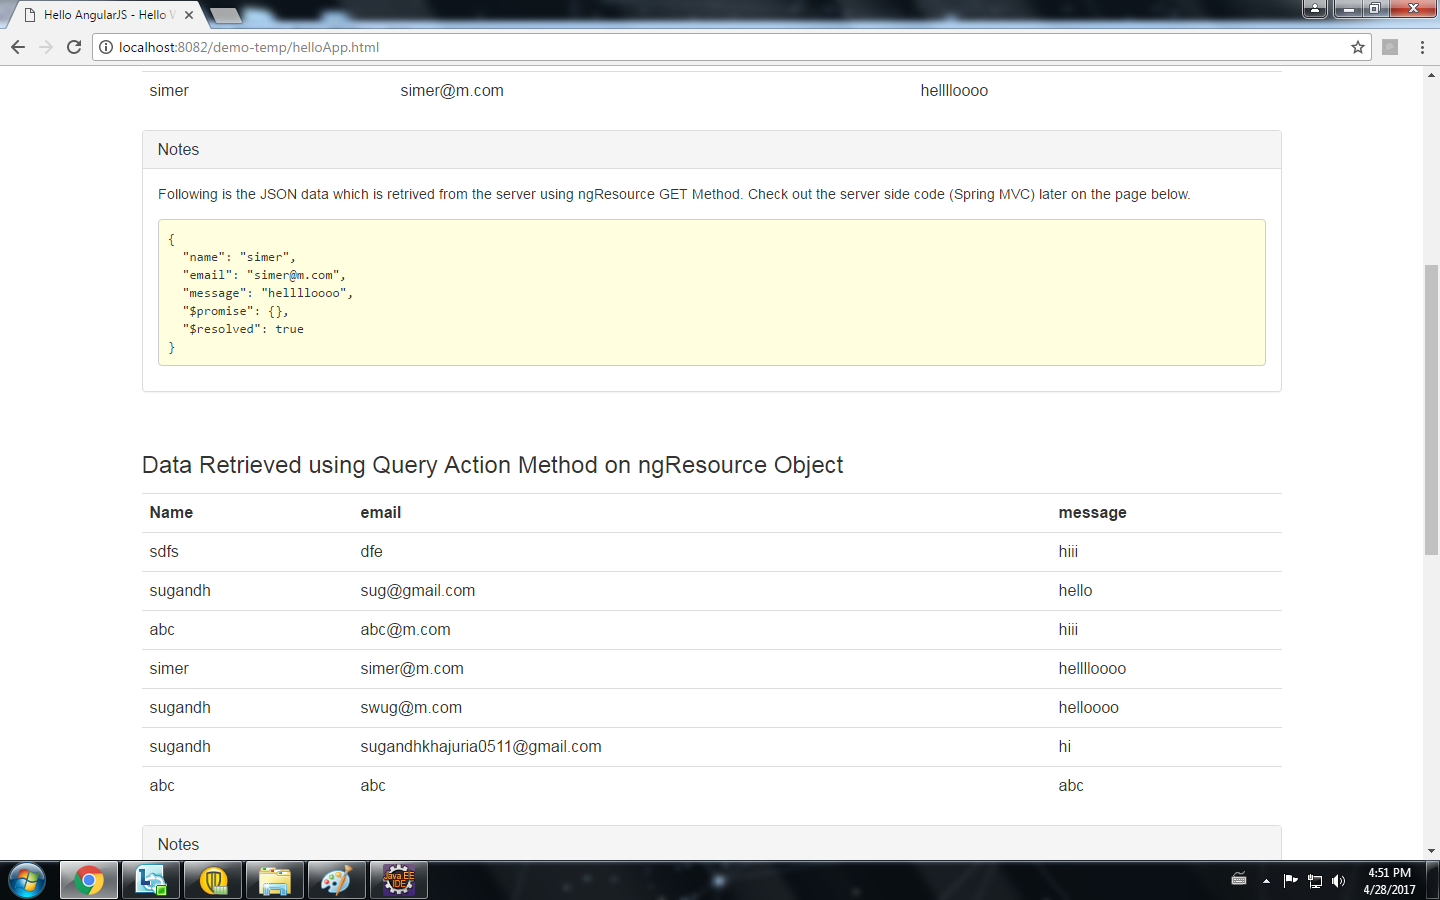 Hello AngularJS - Hello W
localhost:8082/demo-temp/helloApp.html
simer simer@m.com helllloooo
Notes
Following is the JSON data which is retrived from the server using ngResource GET Method. Check out the server side code (Spring MVC) later on the page below.
{
"name": "simer",
"email": "simer@m.com",
"message": "helllloooo",
"$promise": {},
"$resolved": true
}
Data Retrieved using Query Action Method on ngResource Object
Name email message
sdfs dfe hiii
sugandh sug@gmail.com hello
abc abc@m.com hiii
simer simer@m.com helllloooo
sugandh swug@m.com helloooo
sugandh sugandhkhajuria0511@gmail.com hi
abc abc abc
Notes
Java EE
IDE
4:51 PM
4/28/2017